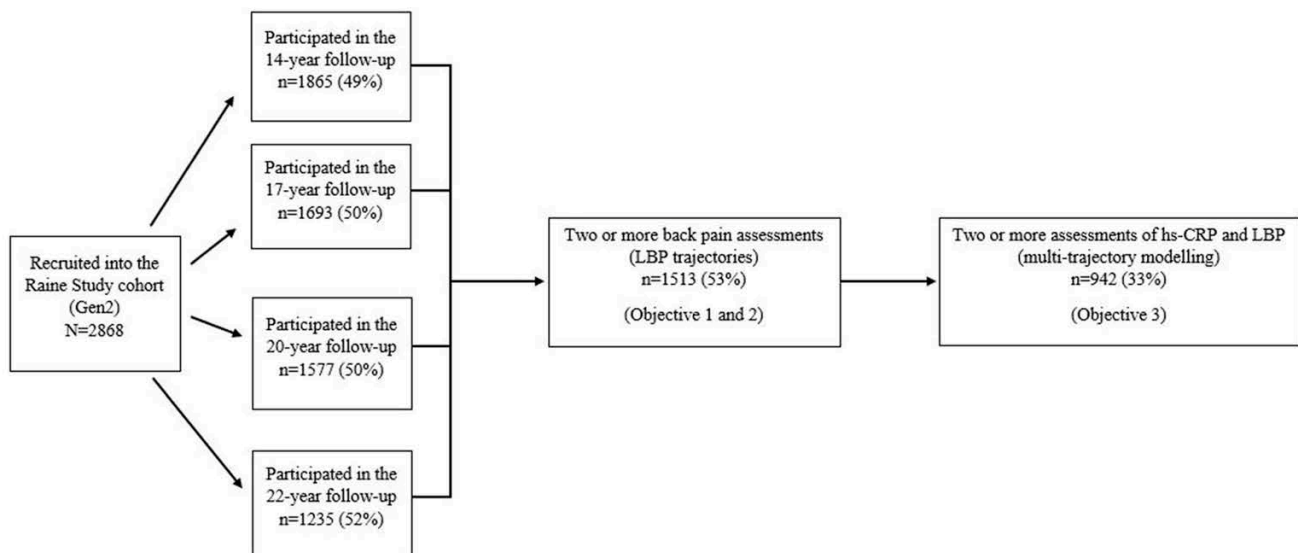 Recruited into the
Raine Study cohort
(Gen2)
N=2868
Participated in the
14-year follow-up
n=1865 (49%)
Participated in the
17-year follow-up
n=1693 (50%)
Participated in the
20-year follow-up
n=1577 (50%)
Participated in the
22-year follow-up
n=1235 (52%)
Two or more back pain assessments
(LBP trajectories)
n=1513 (53%)
(Objective 1 and 2)
Two or more assessments of hs-CRP and LBP
(multi-trajectory modelling)
n=942 (33%)
(Objective 3)